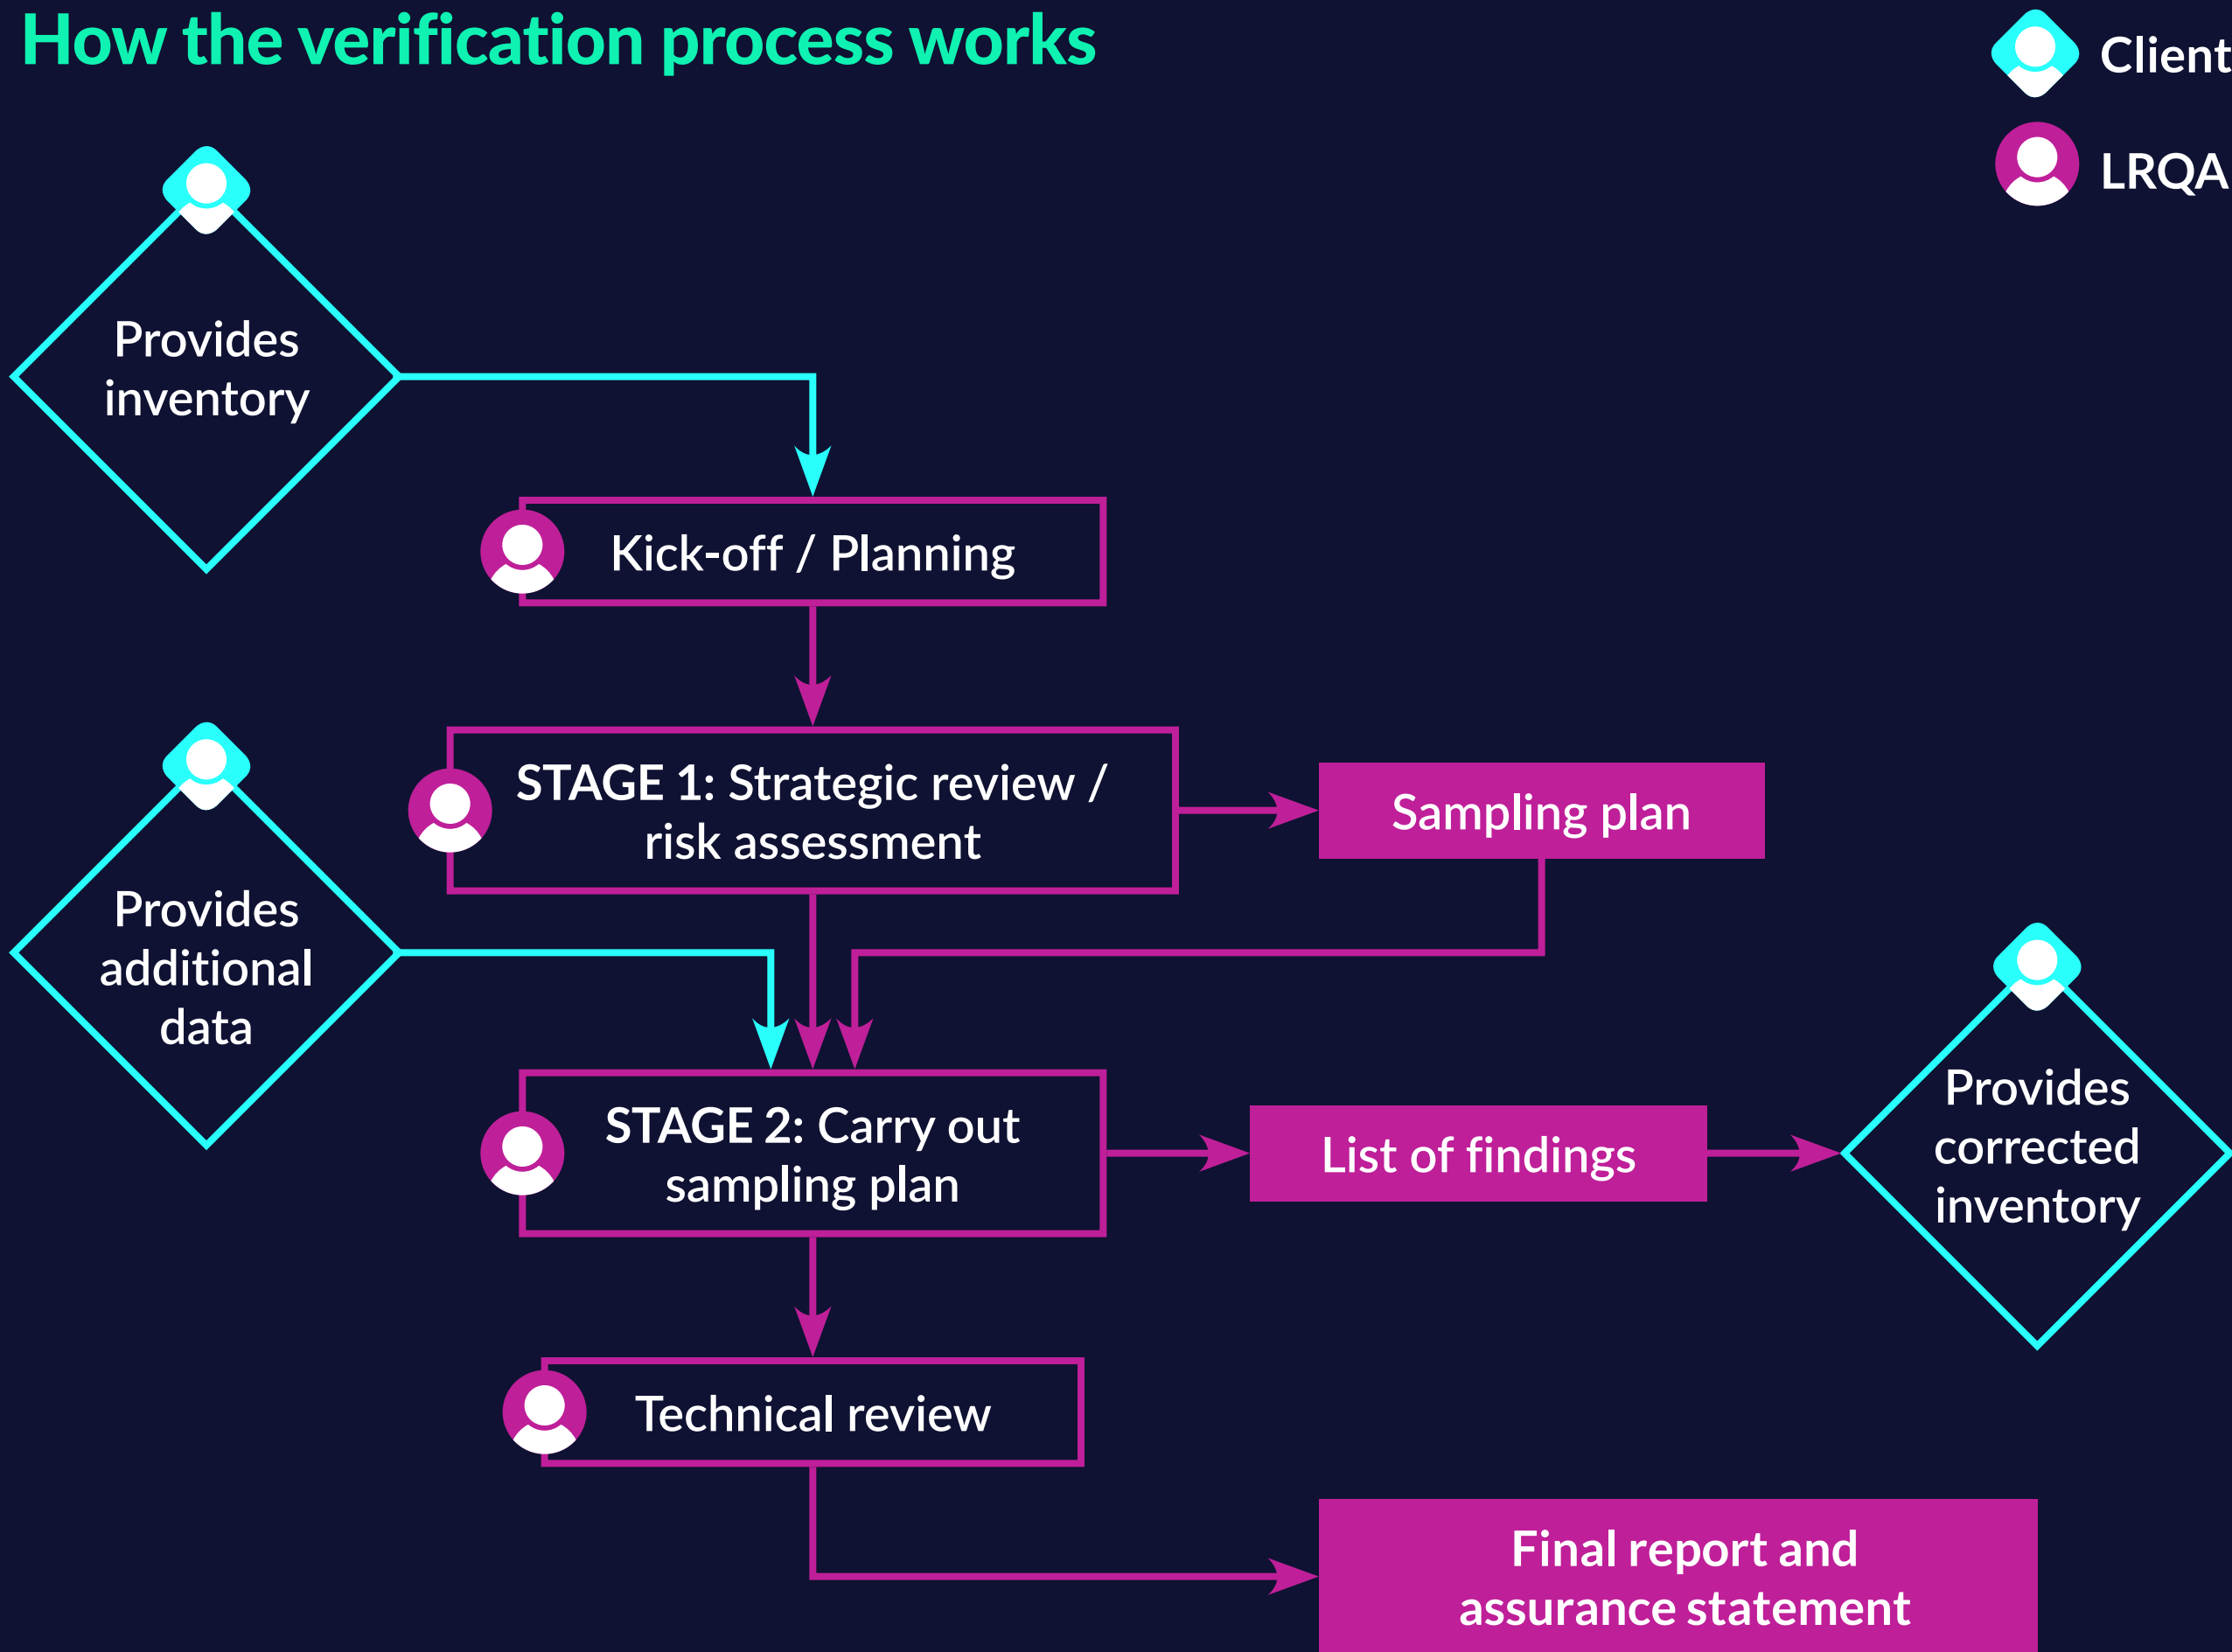 How the verification process works
Client
LRQA
Provides
inventory
Kick-off / Planning
STAGE 1: Strategic review /
risk assessment
Sampling plan
Provides
additional
data
STAGE 2: Carry out
sampling plan
List of findings
Provides
corrected
inventory
Technical review
Final report and
assurance statement